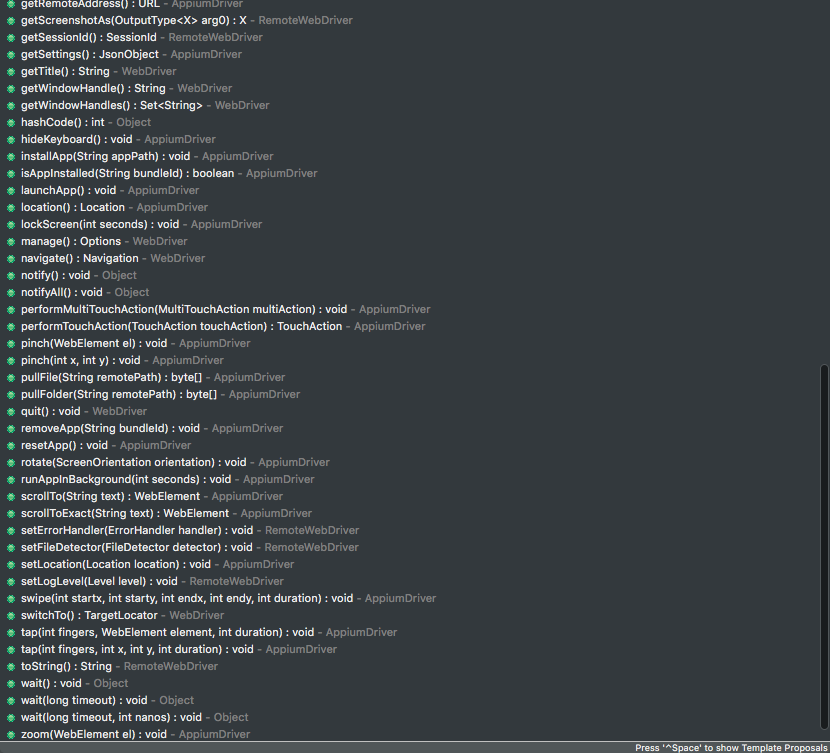 getRemoteAddress() : URL - AppiumDriver
getScreenshotAs(OutputType<X> arg0) : X - RemoteWebDriver
getSessionId() : SessionId - RemoteWebDriver
getSettings() : JsonObject - AppiumDriver
getTitle() : String - WebDriver
getWindowHandle() : String - WebDriver
getWindowHandles() : Set<String> - WebDriver
hashCode() : int - Object
hideKeyboard() : void - AppiumDriver
installApp(String appPath) : void - AppiumDriver
isAppInstalled(String bundleId) : boolean - AppiumDriver
launchApp() : void - AppiumDriver
location() : Location - AppiumDriver
lockScreen(int seconds) : void - AppiumDriver
manage() : Options - WebDriver
navigate() : Navigation - WebDriver
notify() : void - Object
notifyAll() : void - Object
performMultiTouchAction(MultiTouchAction multiAction) : void - AppiumDriver
performTouchAction(TouchAction touchAction) : TouchAction - AppiumDriver
pinch(WebElement el) : void - AppiumDriver
pinch(int x, int y) : void - AppiumDriver
pullFile(String remotePath) : byte[] - AppiumDriver
pullFolder(String remotePath) : byte[] - AppiumDriver
quit() : void - WebDriver
removeApp(String bundleId) : void - AppiumDriver
resetApp() : void - AppiumDriver
rotate(ScreenOrientation orientation) : void - AppiumDriver
runAppInBackground(int seconds) : void - AppiumDriver
scrollTo(String text) : WebElement - AppiumDriver
scrollToExact(String text) : WebElement - AppiumDriver
setErrorHandler(ErrorHandler handler) : void - RemoteWebDriver
setFileDetector(FileDetector detector) : void - RemoteWebDriver
setLocation(Location location) : void - AppiumDriver
setLogLevel(Level level) : void - RemoteWebDriver
swipe(int startx, int starty, int endx, int endy, int duration) : void - AppiumDriver
switchTo() : TargetLocator - WebDriver
tap(int fingers, WebElement element, int duration) : void - AppiumDriver
tap(int fingers, int x, int y, int duration) : void - AppiumDriver
toString() : String - RemoteWebDriver
wait() : void - Object
wait(long timeout) : void - Object
wait(long timeout, int nanos) : void - Object
zoom(WebElement el) : void - AppiumDriver
Press '^Space' to show Template Proposals